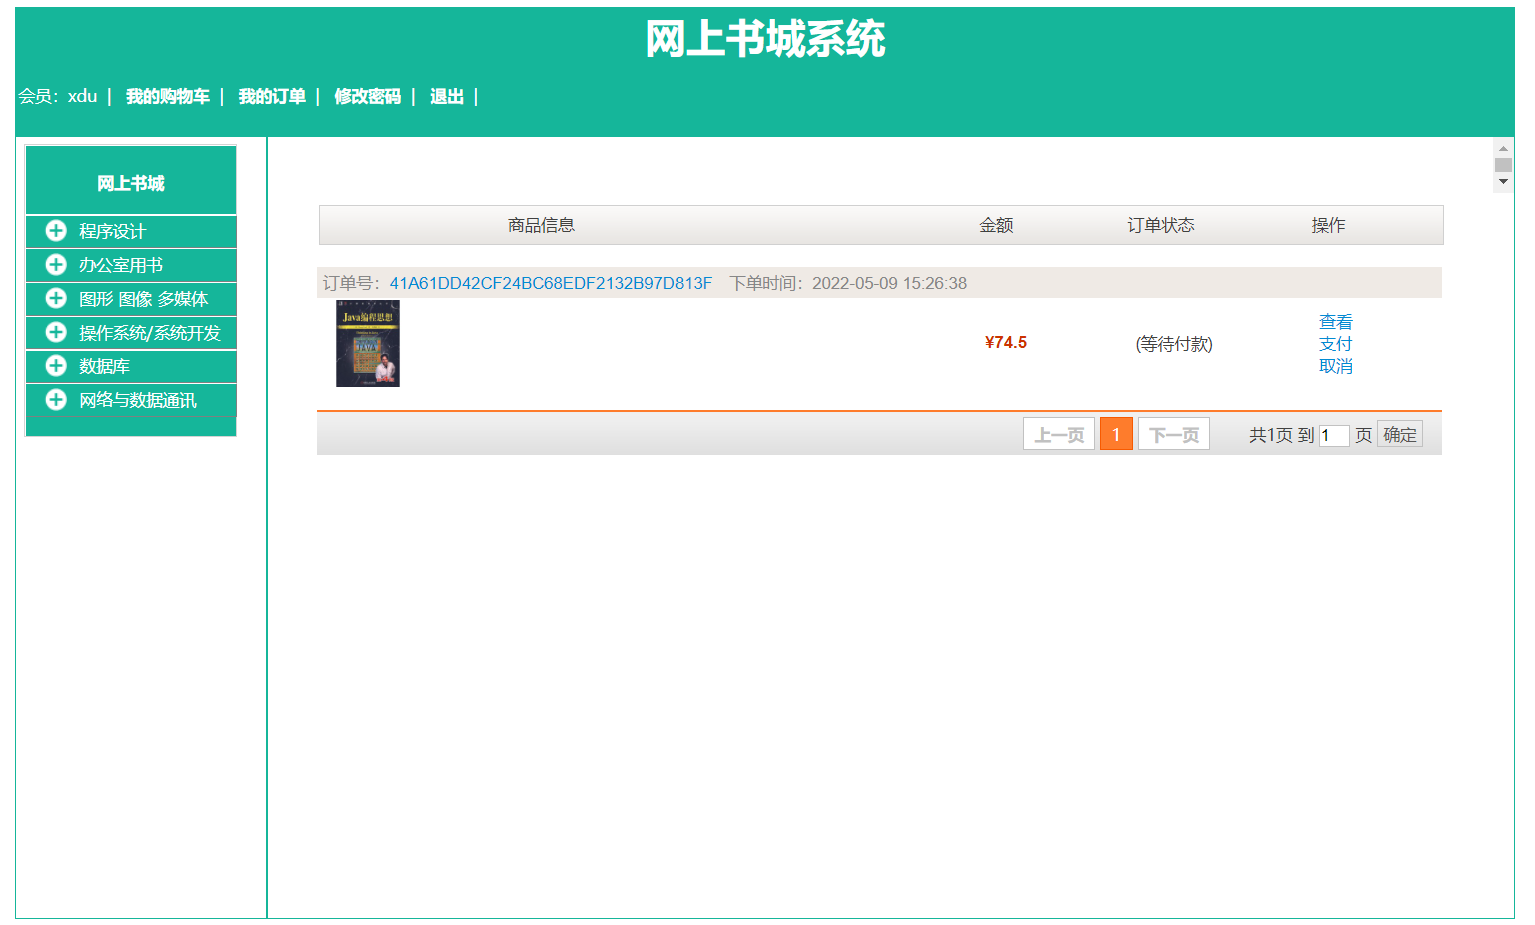 网上书城系统
会员：xdu | 我的购物车 | 我的订单 | 修改密码 | 退出 |
网上书城
程序设计
办公室用书
图形 图像 多媒体
操作系统/系统开发
数据库
网络与数据通讯
商品信息 金额 订单状态 操作
订单号：41A61DD42CF24BC68EDF2132B97D813F 下单时间：2022-05-09 15:26:38
Java编程思想
¥74.5 (等待付款)
查看
支付
取消
上一页 1 下一页 共1页 到 1 页 确定